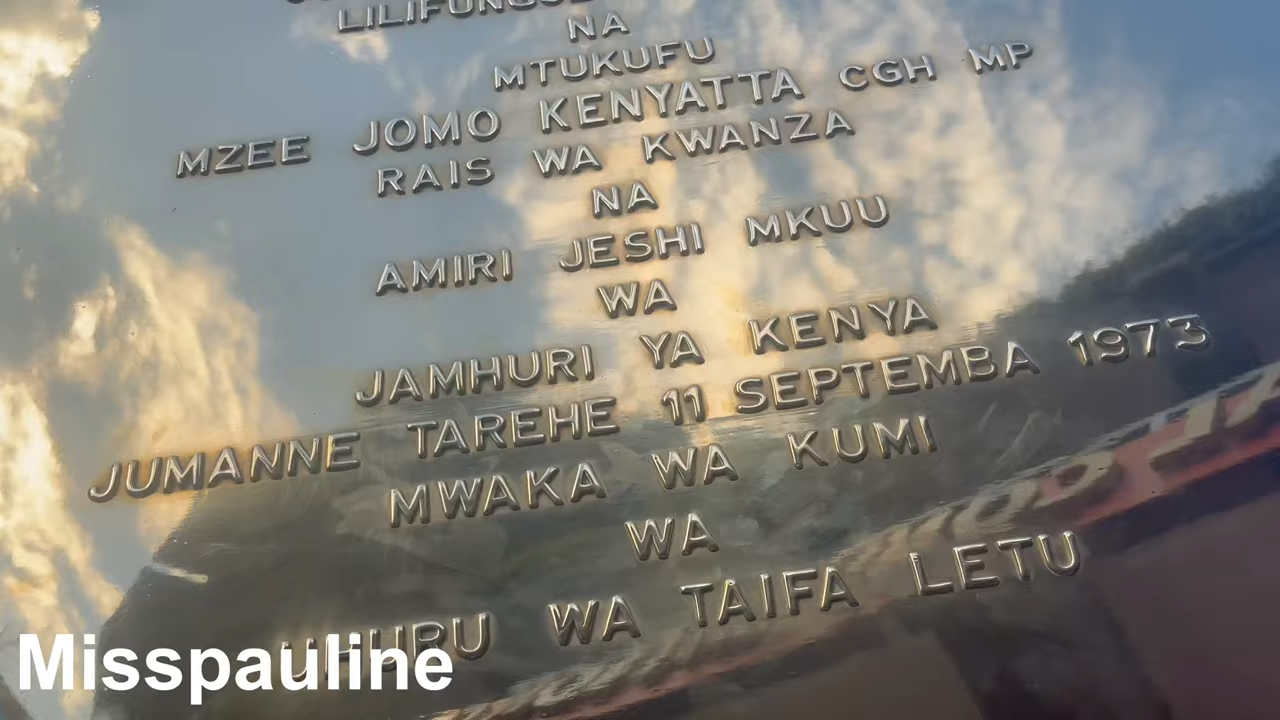 NA
MTUKUFU
MZEE JOMO KENYATTA CGH MP
RAIS WA KWANZA
NA
AMIRI JESHI MKUU
WA
JAMHURI YA KENYA
JUMANNE TAREHE 11 SEPTEMBA 1973
MWAKA WA KUMI
WA
UHURU WA TAIFA LETU
Misspauline